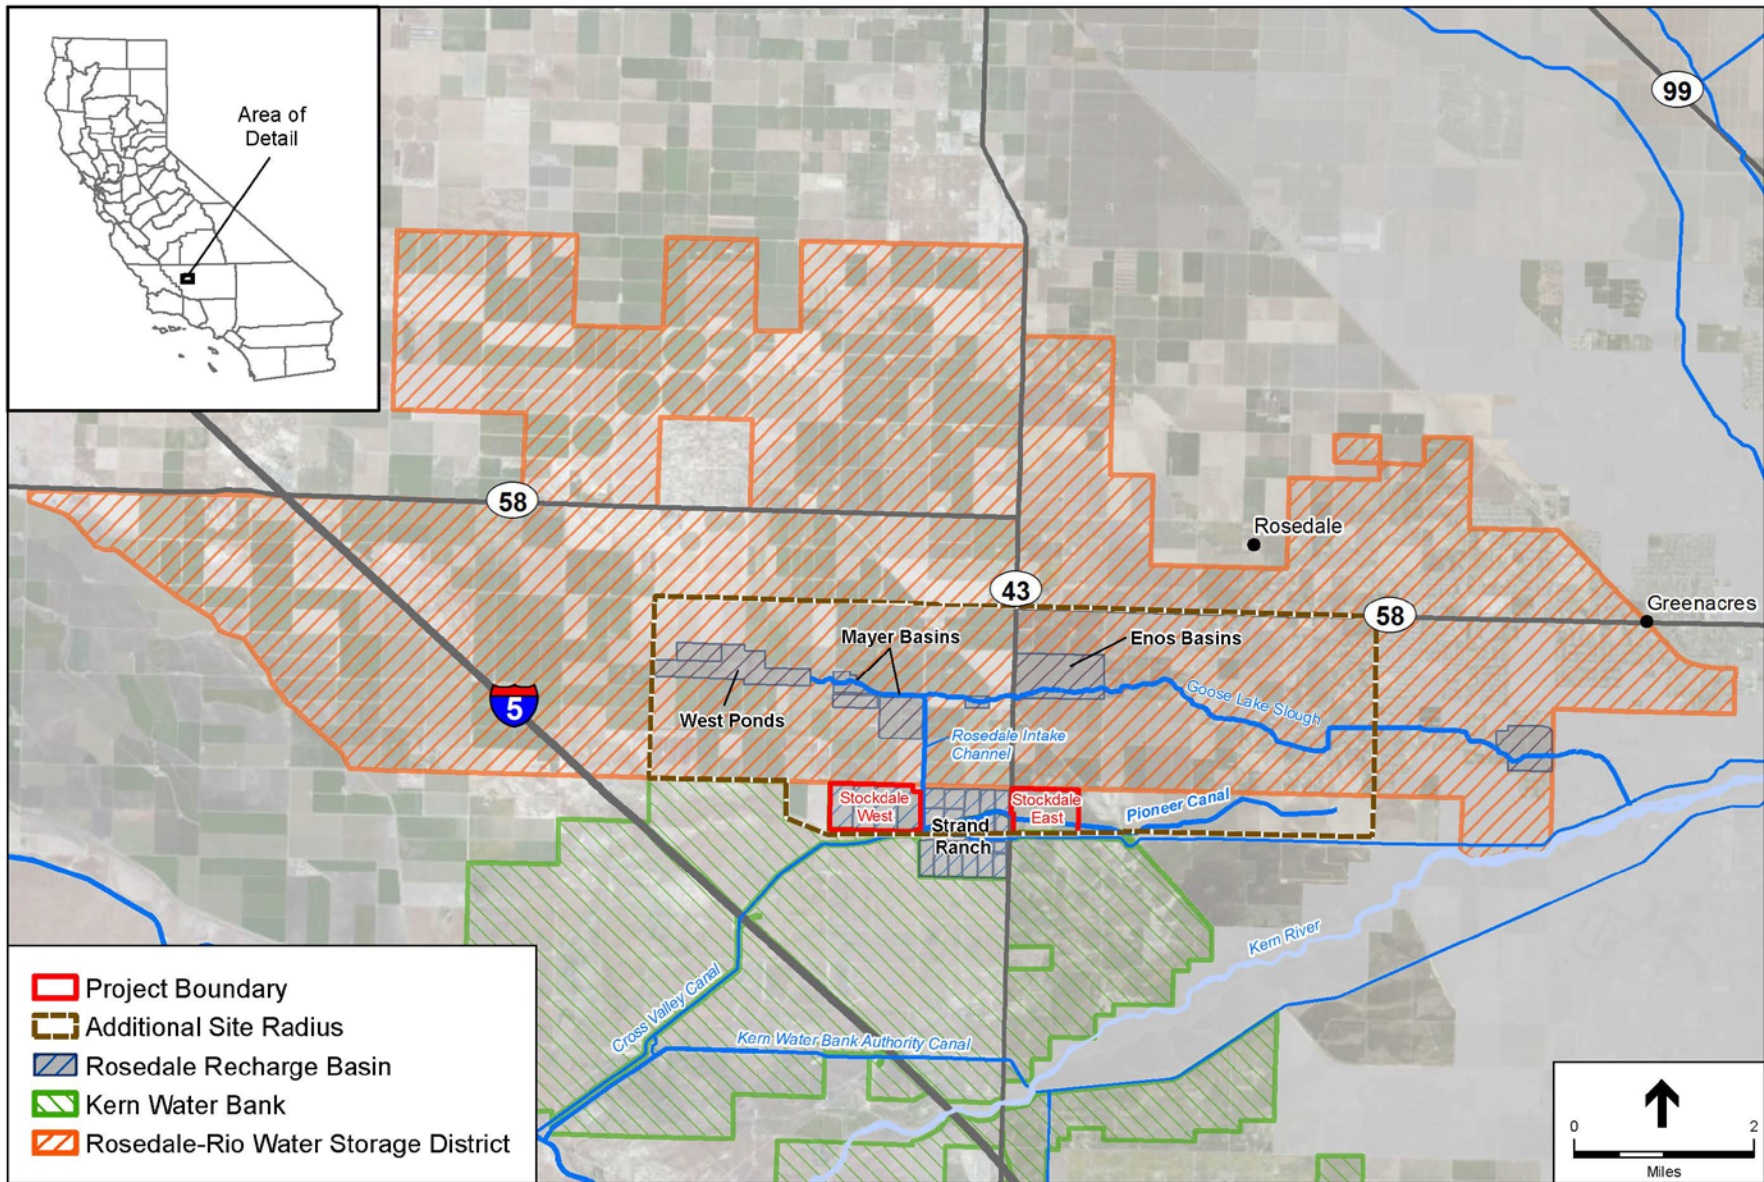 Area of
Detail
99
58
Rosedale
43
58
Greenacres
Mayer Basins
Enos Basins
5
West Ponds
Goose Lake Slough
Rosedale Intake
Channel
Stockdale
West
Strand
Ranch
Stockdale
East
Pioneer Canal
Kern River
Cross Valley Canal
Kern Water Bank Authority Canal
Project Boundary
Additional Site Radius
Rosedale Recharge Basin
Kern Water Bank
Rosedale-Rio Water Storage District
0
2
Miles